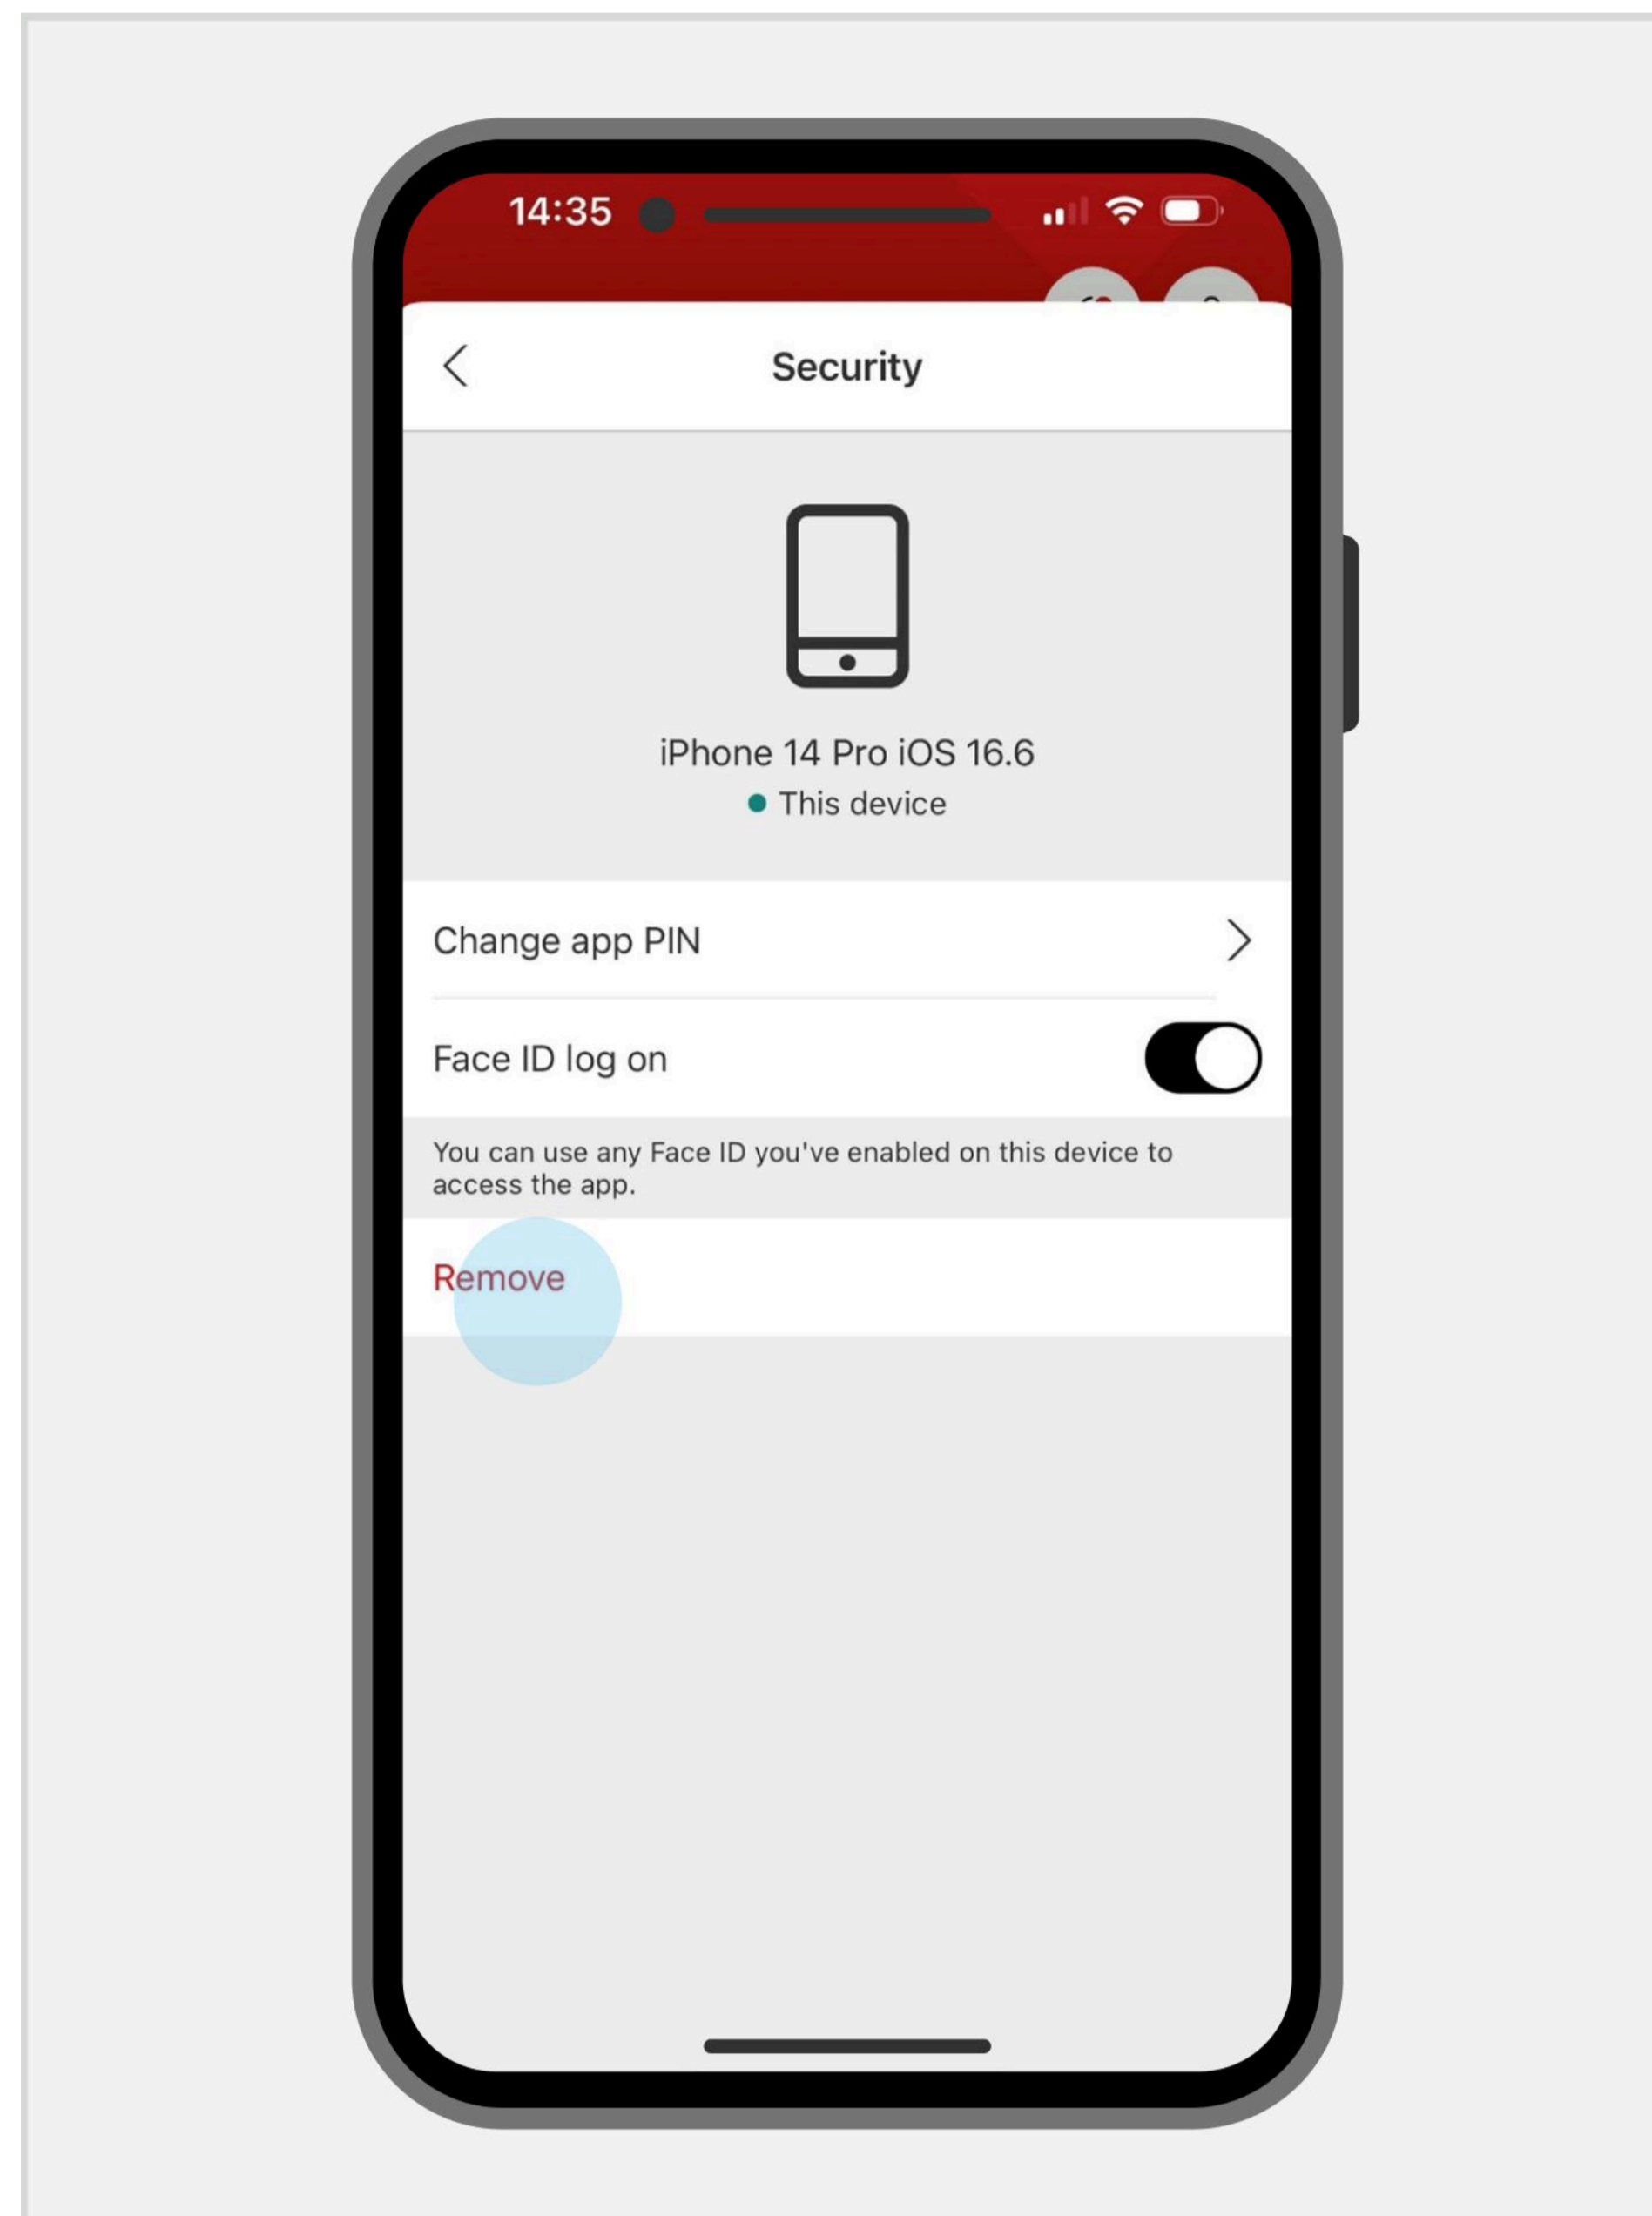 14:35
Security
iPhone 14 Pro iOS 16.6
This device
Change app PIN
Face ID log on
You can use any Face ID you've enabled on this device to
access the app.
Remove